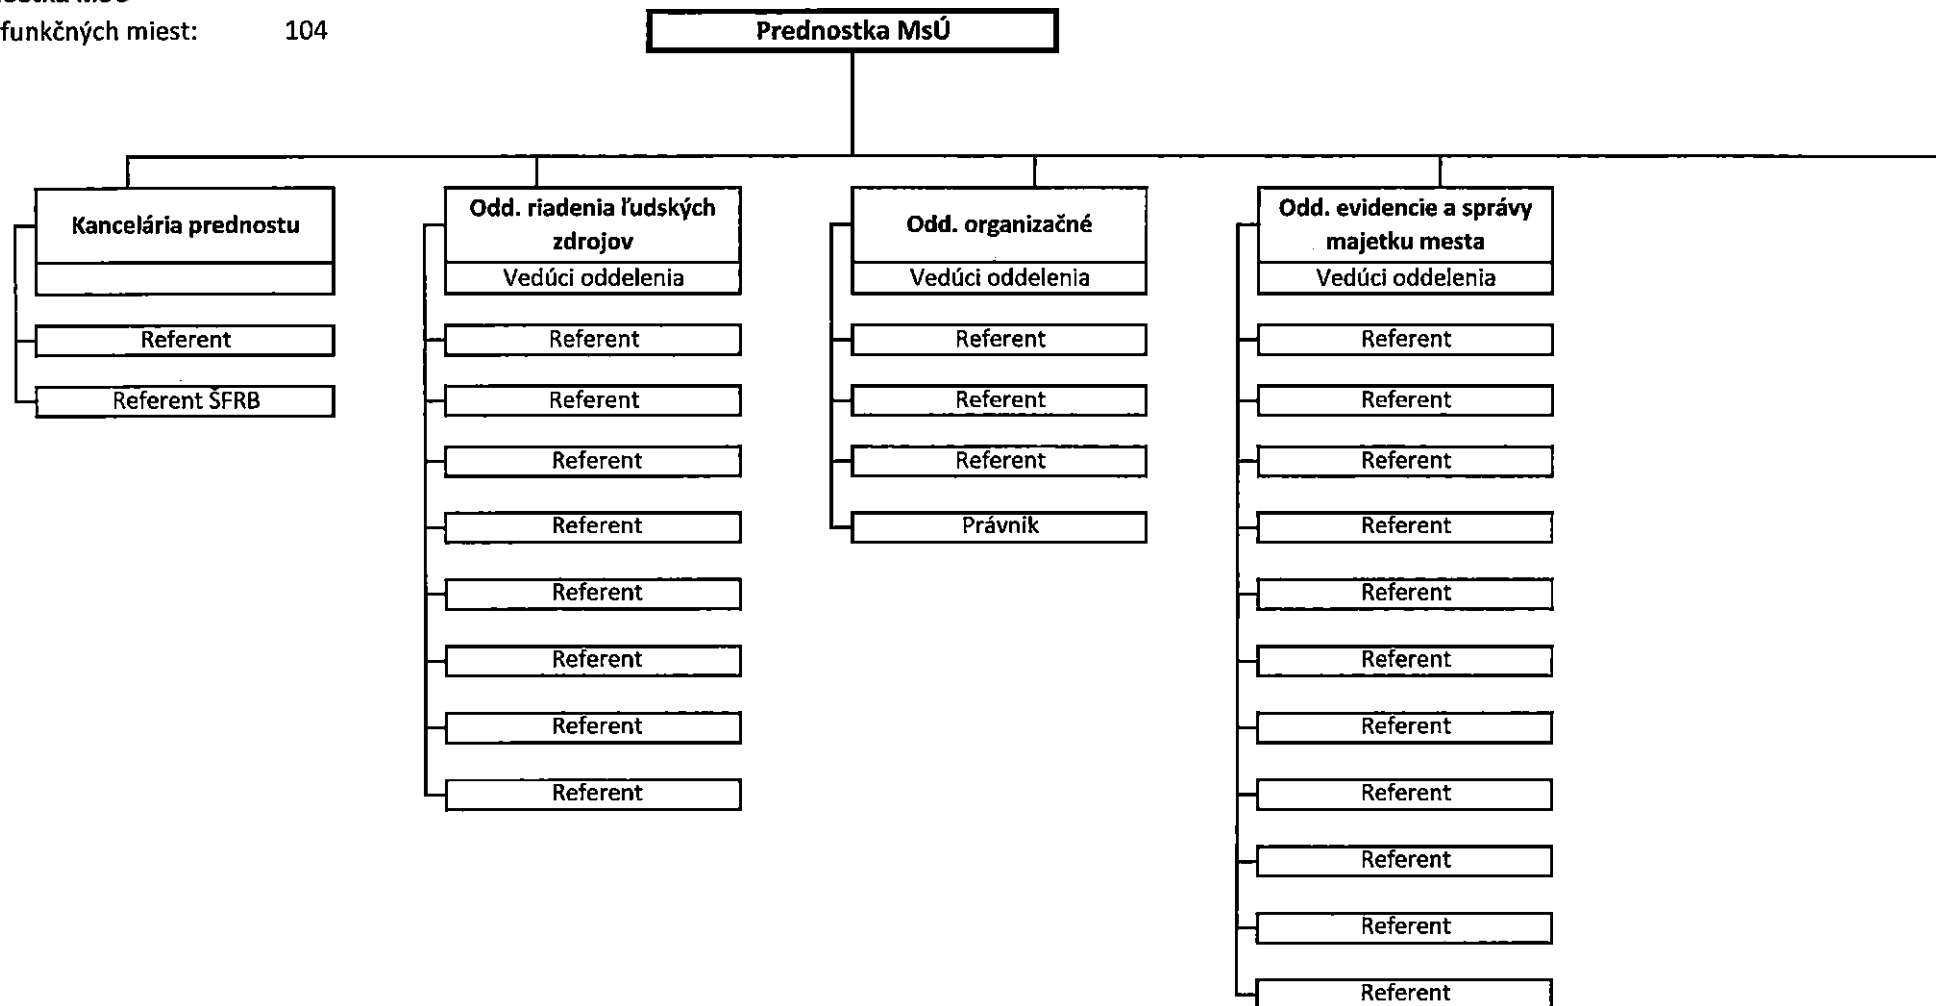 funkčných miest: 104
Prednostka MsÚ
Kancelária prednostu
Referent
Referent ŠFRB
Odd. riadenia ľudských
zdrojov
Vedúci oddelenia
Referent
Referent
Referent
Referent
Referent
Referent
Referent
Referent
Odd. organizačné
Vedúci oddelenia
Referent
Referent
Referent
Právnik
Odd. evidencie a správy
majetku mesta
Vedúci oddelenia
Referent
Referent
Referent
Referent
Referent
Referent
Referent
Referent
Referent
Referent
Referent